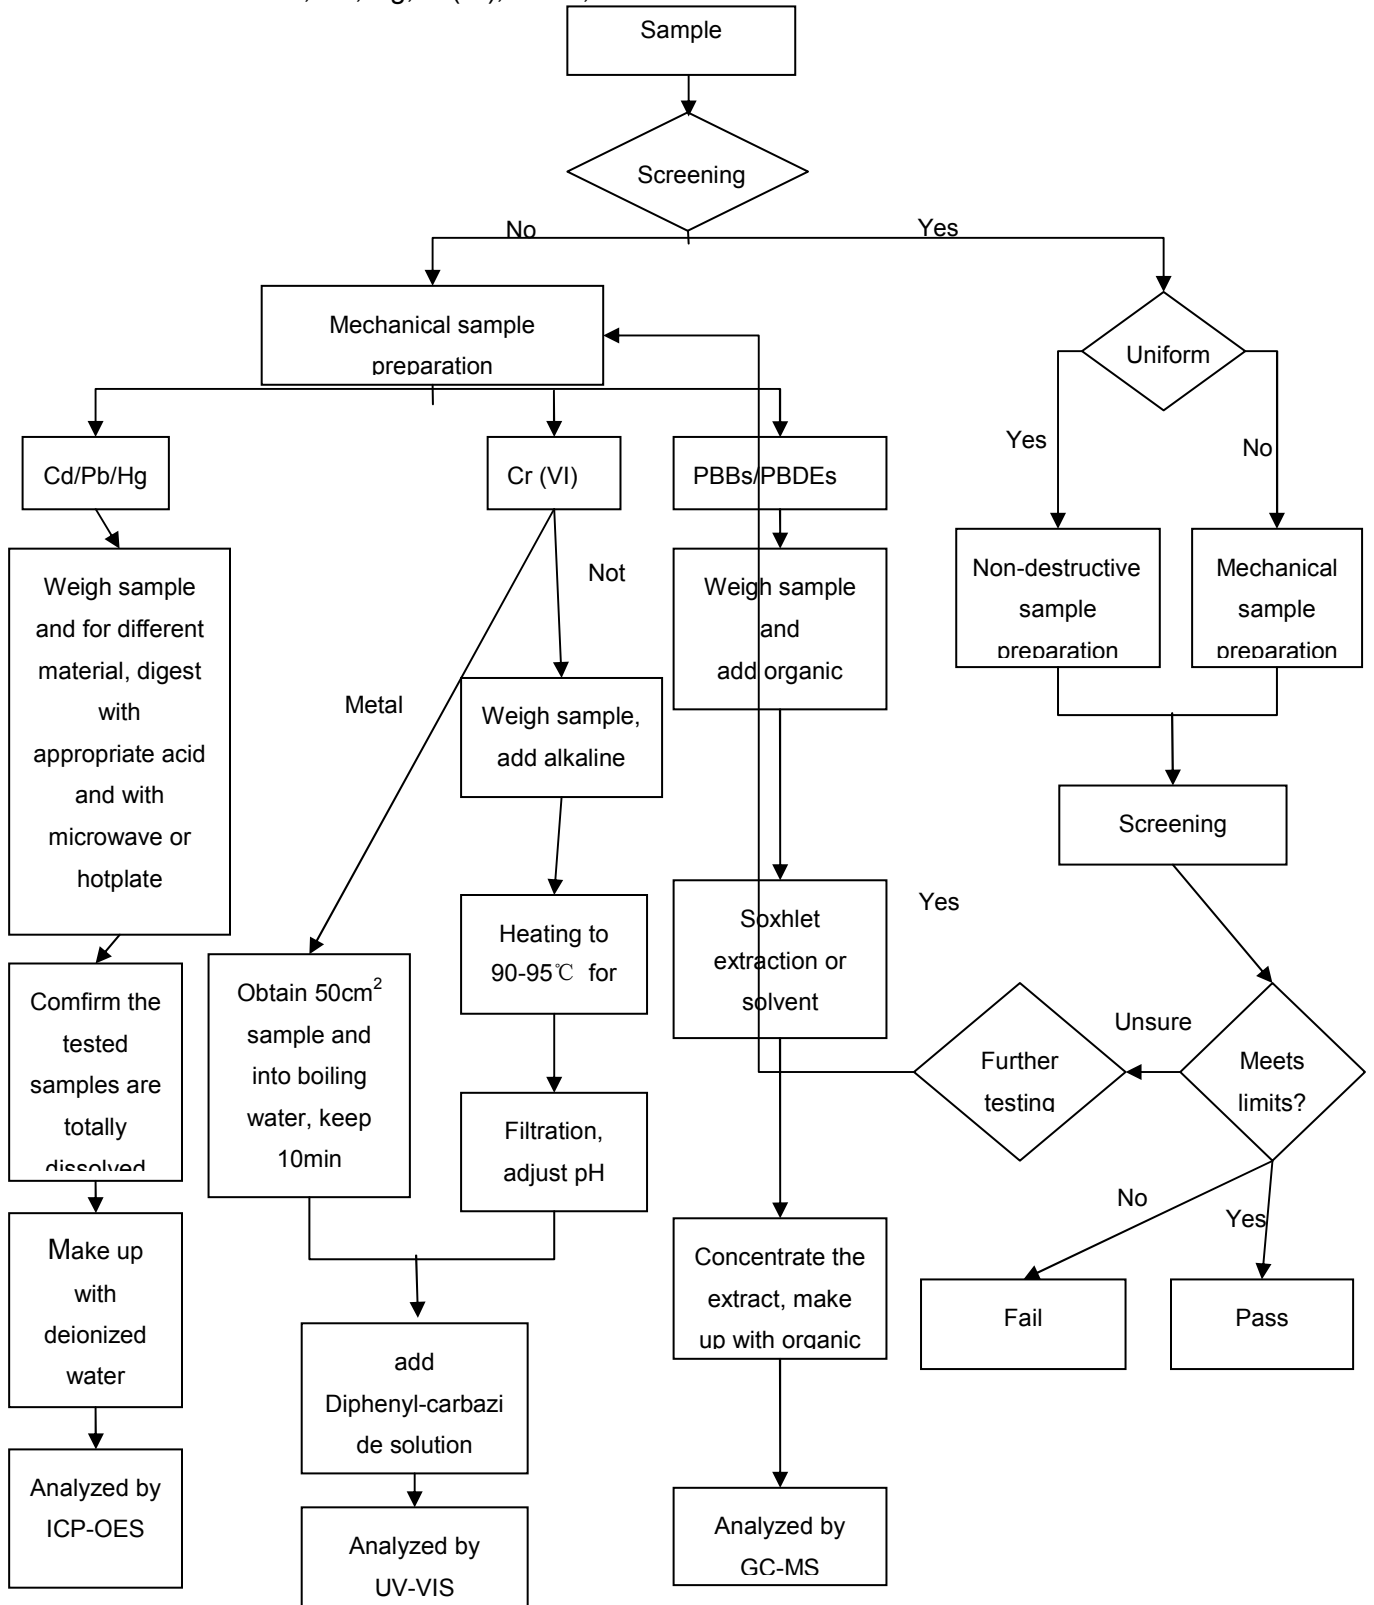 Sample
Screening
No
Yes
Mechanical sample
preparation
Uniform
Yes
No
Cd/Pb/Hg
Cr (VI)
PBBs/PBDEs
Weigh sample
and for different
material, digest
with
appropriate acid
and with
microwave or
hotplate
Not
Metal
Weigh sample,
add alkaline
Weigh sample
and
add organic
Non-destructive
sample
preparation
Mechanical
sample
preparation
Screening
Heating to
90-95℃ for
Soxhlet
extraction or
solvent
Yes
Comfirm the
tested
samples are
totally
dissolved
Obtain 50cm²
sample and
into boiling
water, keep
10min
Filtration,
adjust pH
Further
testing
Unsure
Meets
limits?
No
Yes
Make up
with
deionized
water
Concentrate the
extract, make
up with organic
Fail
Pass
add
Diphenyl-carbazi
de solution
Analyzed by
ICP-OES
Analyzed by
UV-VIS
Analyzed by
GC-MS